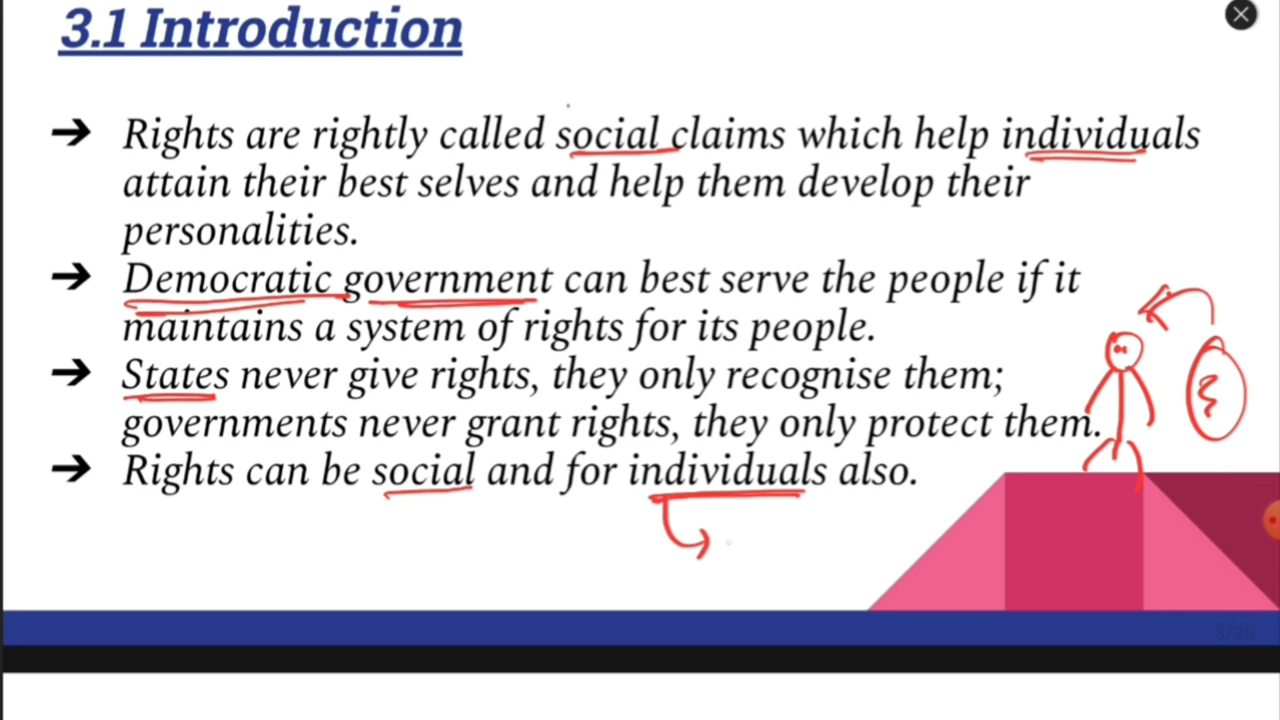 3.1 Introduction
➔ Rights are rightly called social claims which help individuals
attain their best selves and help them develop their
personalities.
➔ Democratic government can best serve the people if it
maintains a system of rights for its people.
➔ States never give rights, they only recognise them;
governments never grant rights, they only protect them.
➔ Rights can be social and for individuals also.
3/26